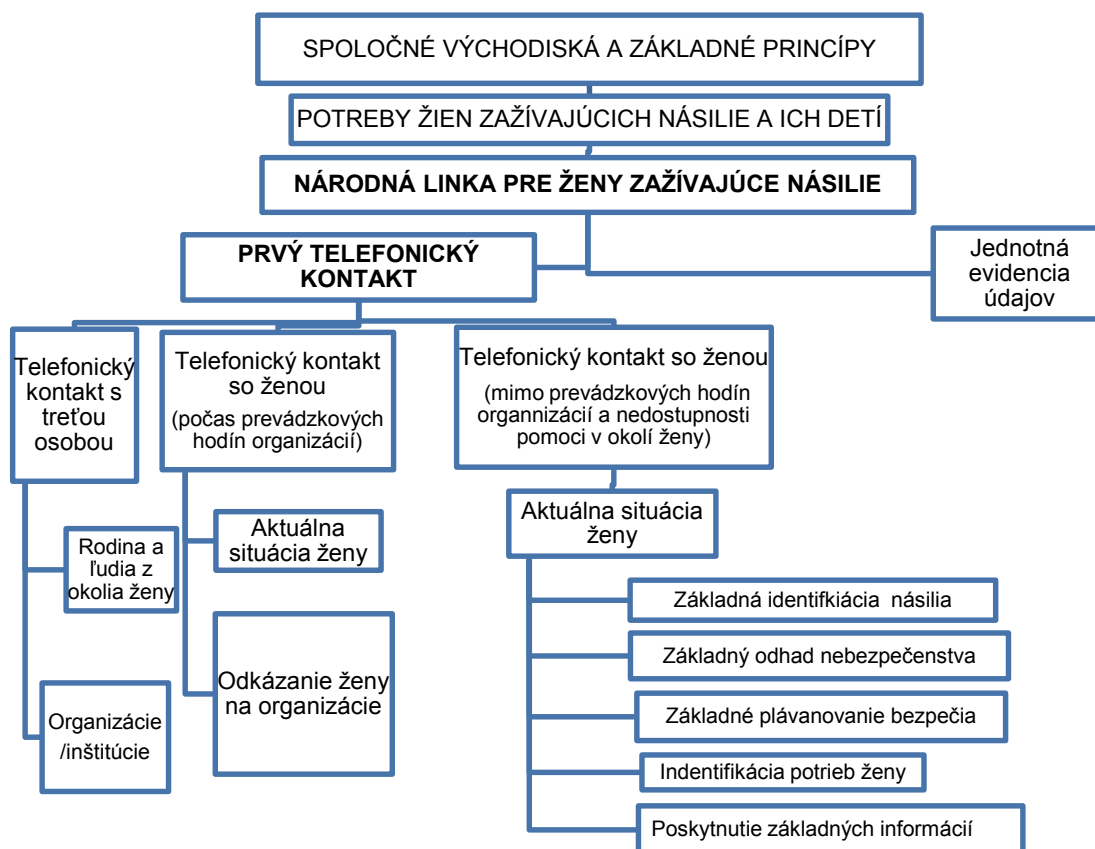 SPOLOČNÉ VÝCHODISKÁ A ZÁKLADNÉ PRINCÍPY
POTREBY ŽIEN ZAŽÍVAJÚCICH NÁSILIE A ICH DETÍ
NÁRODNÁ LINKA PRE ŽENY ZAŽÍVAJÚCE NÁSILIE
PRVÝ TELEFONICKÝ
KONTAKT
Jednotná
evidencia
údajov
Telefonický
kontakt s
treťou
osobou
Rodina a
ľudia z
okolia ženy
Organizácie
/inštitúcie
Telefonický kontakt
so ženou
(počas prevádzkových
hodín organizácií)
Aktuálna
situácia ženy
Odkázanie ženy
na organizácie
Telefonický kontakt so ženou
(mimo prevádzkových hodín
organnizácií a nedostupnosti
pomoci v okolí ženy)
Aktuálna situácia
ženy
Základná identifkiácia násilia
Základný odhad nebezpečenstva
Základné plávanovanie bezpečia
Indentifikácia potrieb ženy
Poskytnutie základných informácií